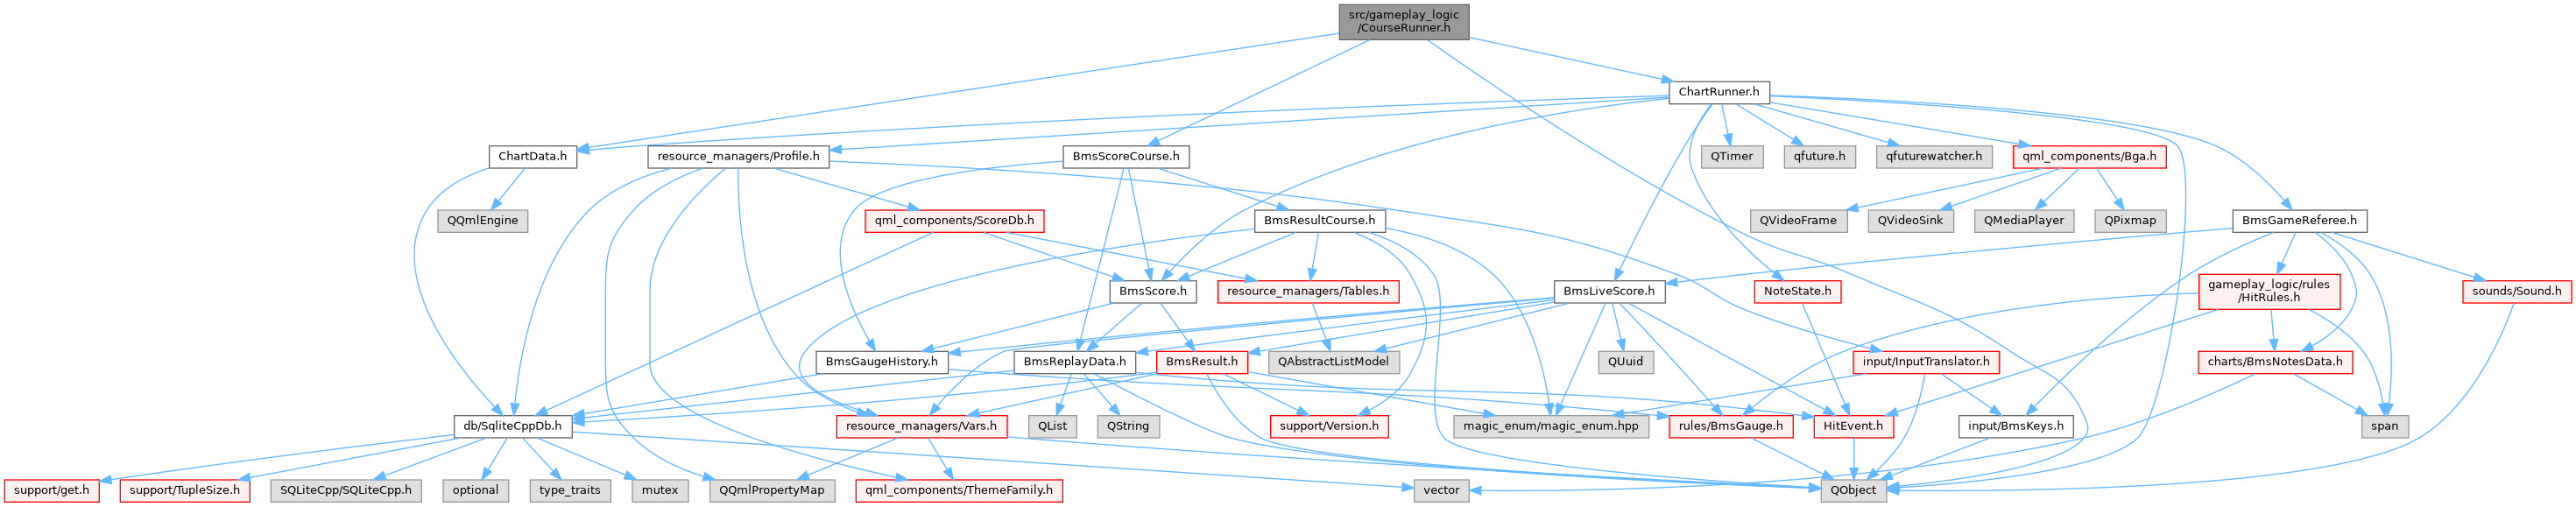 src/gameplay_logic
/CourseRunner.h
ChartRunner.h
ChartData.h
resource_managers/Profile.h
BmsScoreCourse.h
QTimer
qfuture.h
qfuturewatcher.h
qml_components/Bga.h
QQmlEngine
qml_components/ScoreDb.h
BmsResultCourse.h
QVideoFrame
QVideoSink
QMediaPlayer
QPixmap
BmsGameReferee.h
BmsScore.h
resource_managers/Tables.h
BmsLiveScore.h
NoteState.h
gameplay_logic/rules
/HitRules.h
sounds/Sound.h
BmsGaugeHistory.h
BmsReplayData.h
BmsResult.h
QAbstractListModel
QUuid
input/InputTranslator.h
charts/BmsNotesData.h
db/SqliteCppDb.h
resource_managers/Vars.h
QList
QString
support/Version.h
magic_enum/magic_enum.hpp
rules/BmsGauge.h
HitEvent.h
input/BmsKeys.h
span
support/get.h
support/TupleSize.h
SQLiteCpp/SQLiteCpp.h
optional
type_traits
mutex
QQmlPropertyMap
qml_components/ThemeFamily.h
vector
QObject